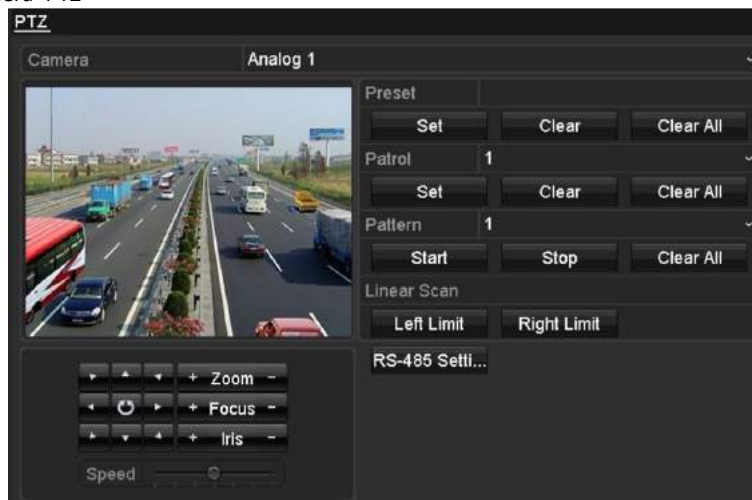 PTZ
Camera Analog 1
Preset
Set Clear Clear All
Patrol 1
Set Clear Clear All
Pattern 1
Start Stop Clear All
Linear Scan
Left Limit Right Limit
RS-485 Setti...
+ Zoom -
+ Focus -
+ Iris -
Speed